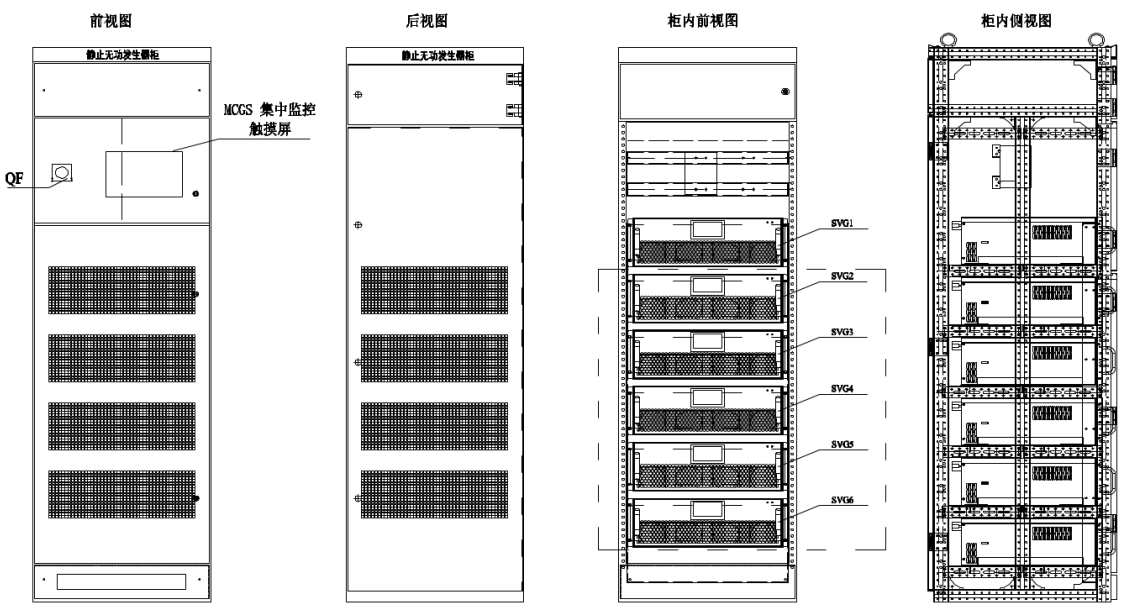 前视图
后视图
柜内前视图
柜内侧视图
静止无功发生器柜
静止无功发生器柜
MCGS 集中监控
触摸屏
QF
SVG1
SVG2
SVG3
SVG4
SVG5
SVG6